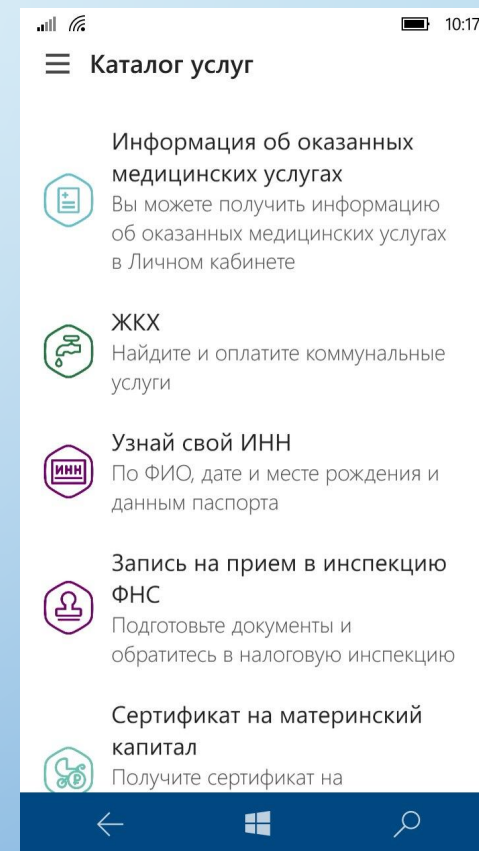 10:17
Каталог услуг
Информация об оказанных
медицинских услугах
Вы можете получить информацию
об оказанных медицинских услугах
в Личном кабинете
ЖКХ
Найдите и оплатите коммунальные
услуги
ИНН
Узнай свой ИНН
По ФИО, дате и месте рождения и
данным паспорта
Запись на прием в инспекцию
ФНС
Подготовьте документы и
обратитесь в налоговую инспекцию
Сертификат на материнский
капитал
Получите сертификат на